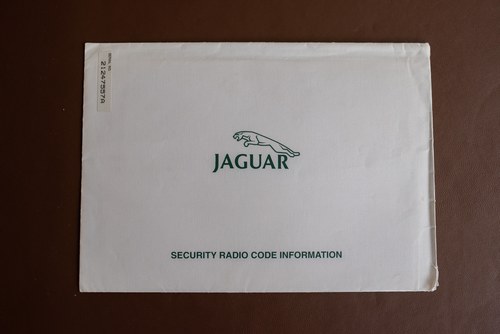 JAGUAR
SECURITY RADIO CODE INFORMATION